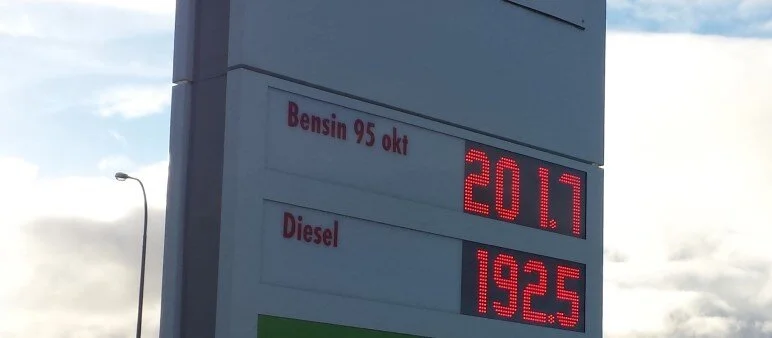 Bensin 95 okt
201.7
Diesel
192.5